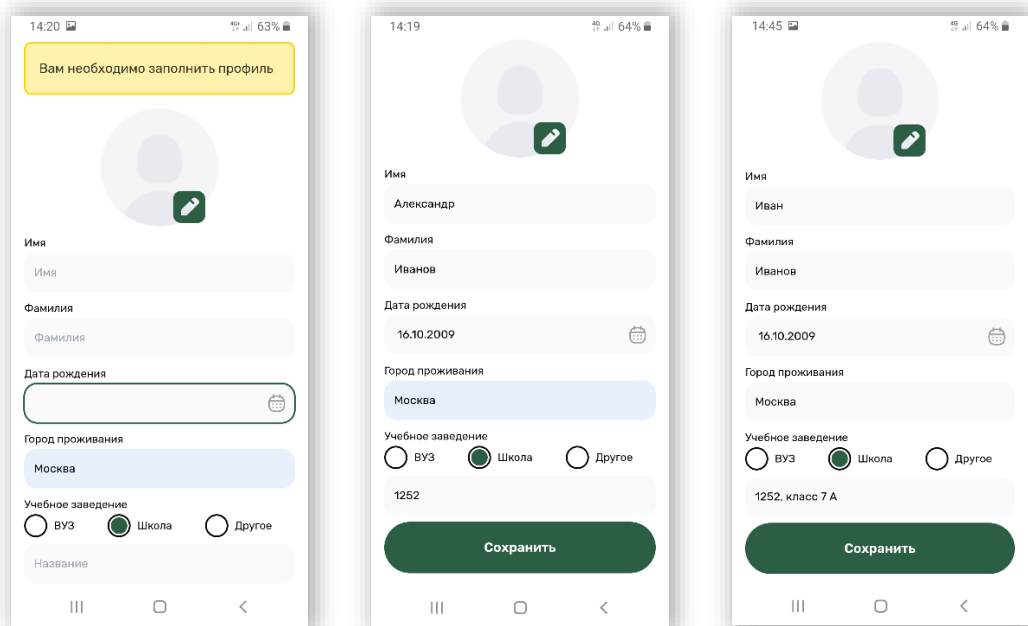 14:20
4G+ 63%
Вам необходимо заполнить профиль
Имя
Имя
Фамилия
Фамилия
Дата рождения
Город проживания
Москва
Учебное заведение
ВУЗ Школа Другое
Название
14:19
4G 64%
Имя
Александр
Фамилия
Иванов
Дата рождения
16.10.2009
Город проживания
Москва
Учебное заведение
ВУЗ Школа Другое
1252
Сохранить
14:45
4G 64%
Имя
Иван
Фамилия
Иванов
Дата рождения
16.10.2009
Город проживания
Москва
Учебное заведение
ВУЗ Школа Другое
1252, класс 7 А
Сохранить